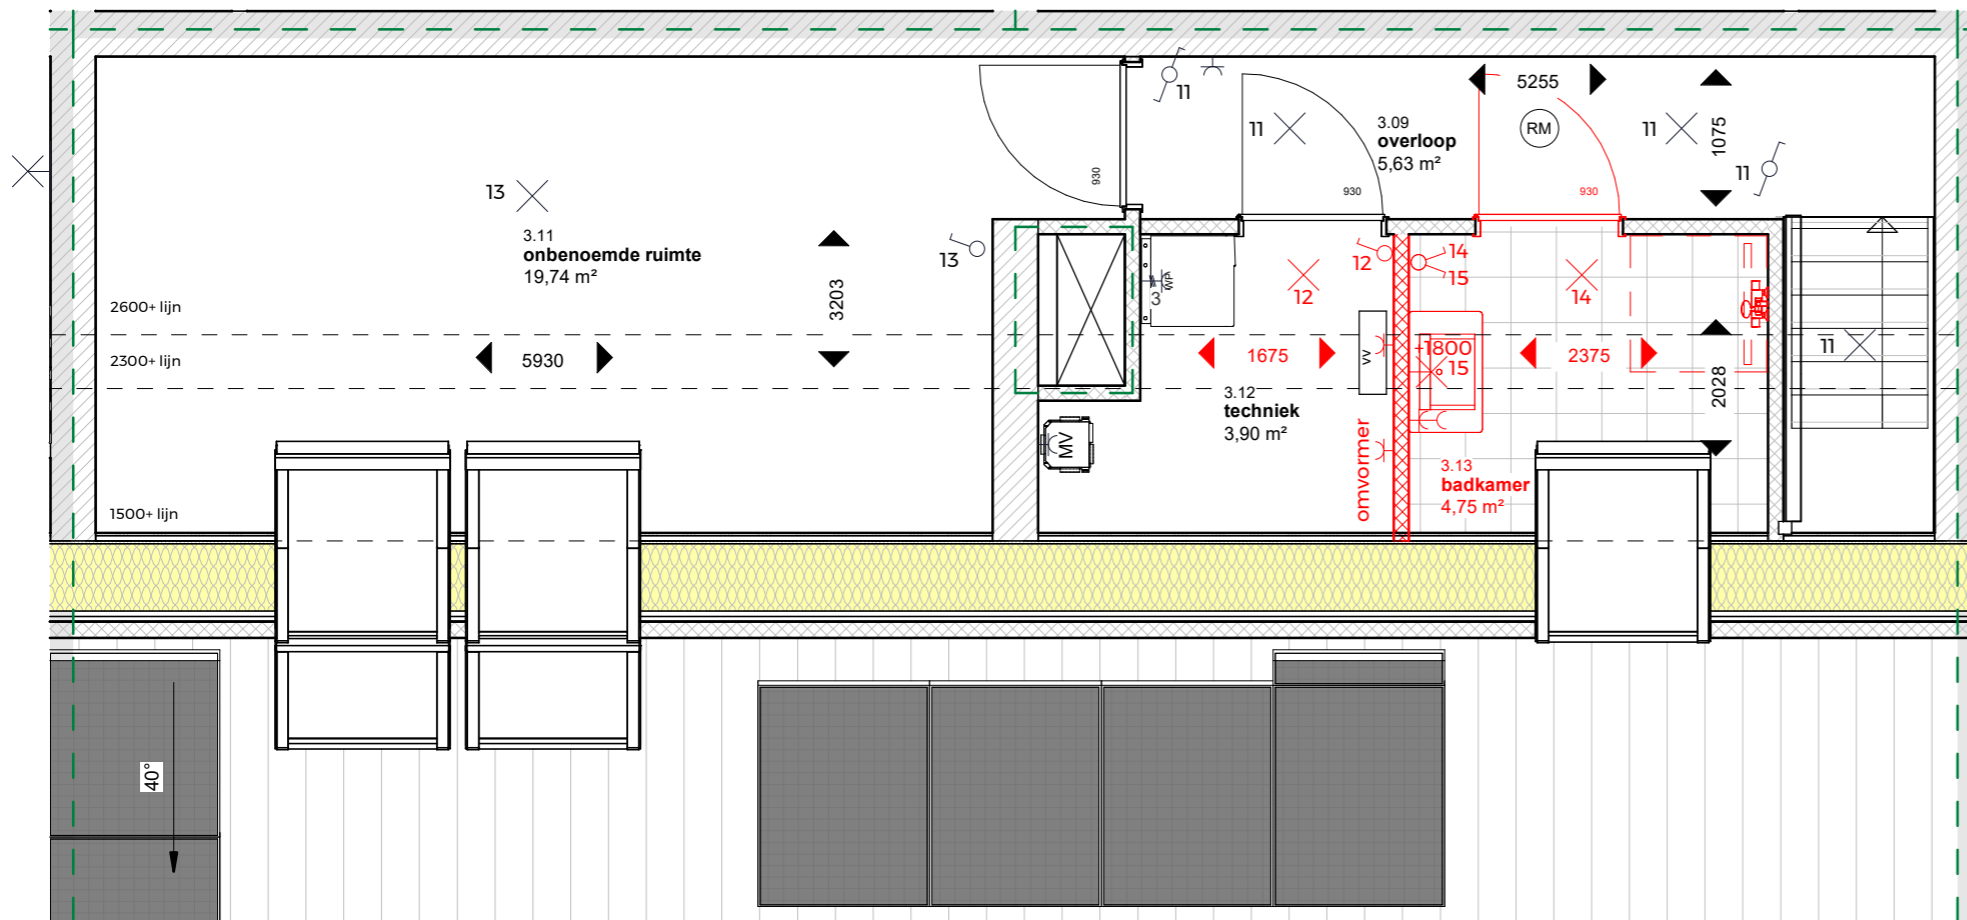 11
5255
11
3.09
overloop
5,63 m²
RM
11
1075
11
930
930
930
13
3.11
onbenoemde ruimte
19,74 m²
13
3203
2600+ lijn
2300+ lijn
5930
1500+ lijn
WP
3
12
12
14
15
14
1675
VV
+1800
15
2375
2028
11
3.12
techniek
3,90 m²
MV
omvormer
3.13
badkamer
4,75 m²
40°